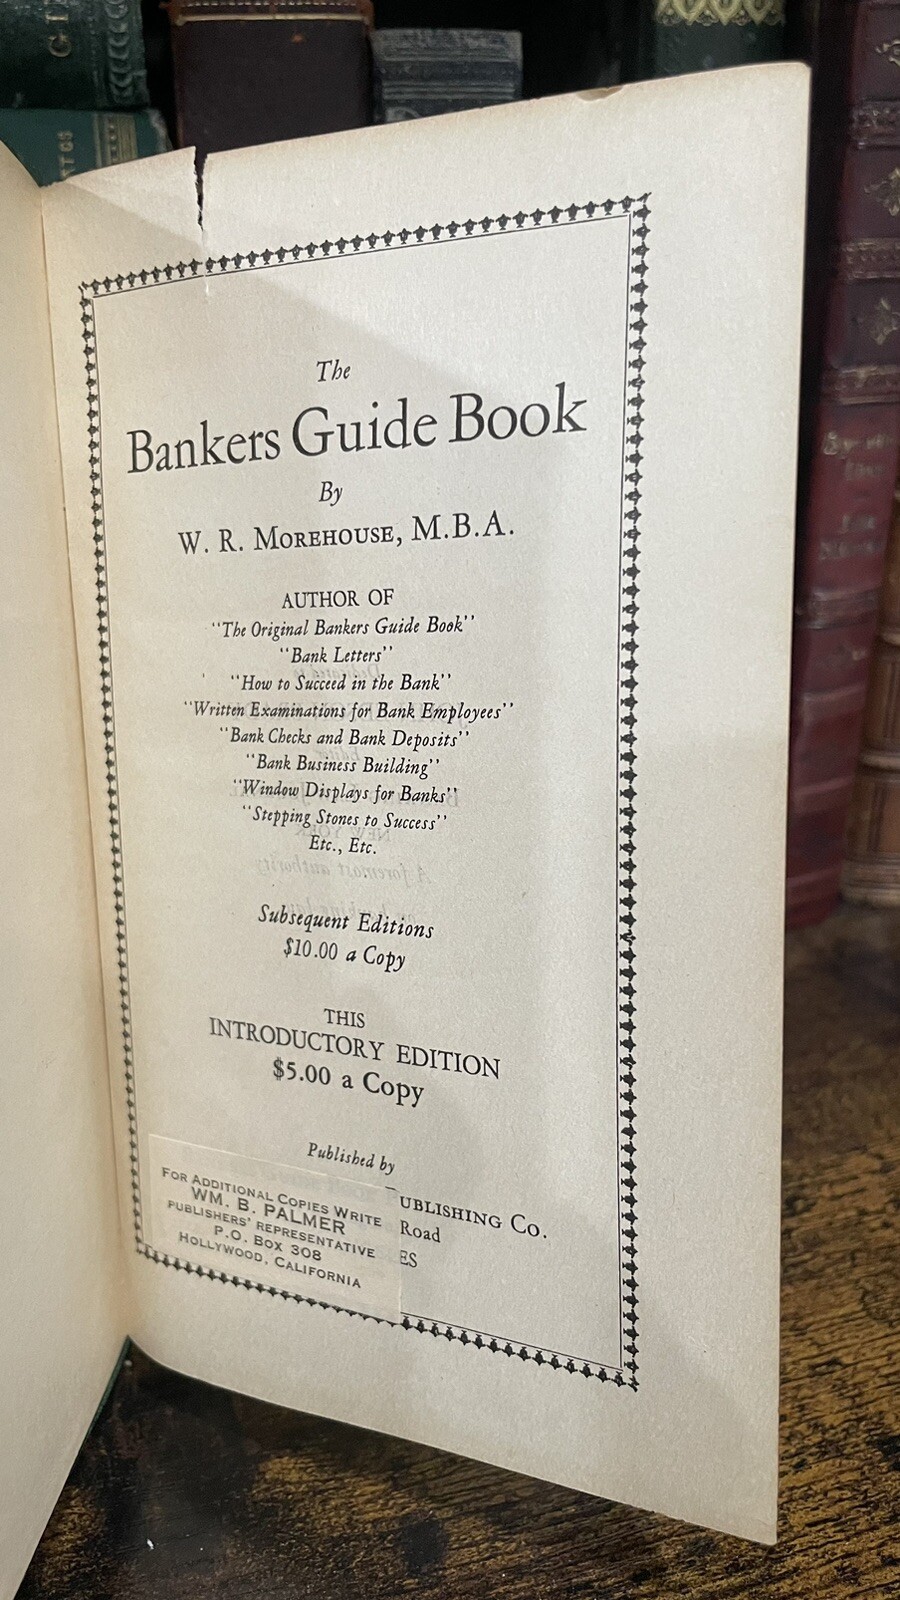 The
Bankers Guide Book
By
W. R. MOREHOUSE, M.B.A.
AUTHOR OF
"The Original Bankers Guide Book"
"Bank Letters"
"How to Succeed in the Bank"
"Written Examinations for Bank Employees"
"Bank Checks and Bank Deposits"
"Bank Business Building"
"Window Displays for Banks"
"Stepping Stones to Success"
Etc., Etc.
Subsequent Editions
$10.00 a Copy
THIS
INTRODUCTORY EDITION
$5.00 a Copy
Published by
UBLISHING CO.
Road
ES
FOR ADDITIONAL COPIES WRITE
WM. B. PALMER
PUBLISHERS' REPRESENTATIVE
P.O. BOX 308
HOLLYWOOD, CALIFORNIA